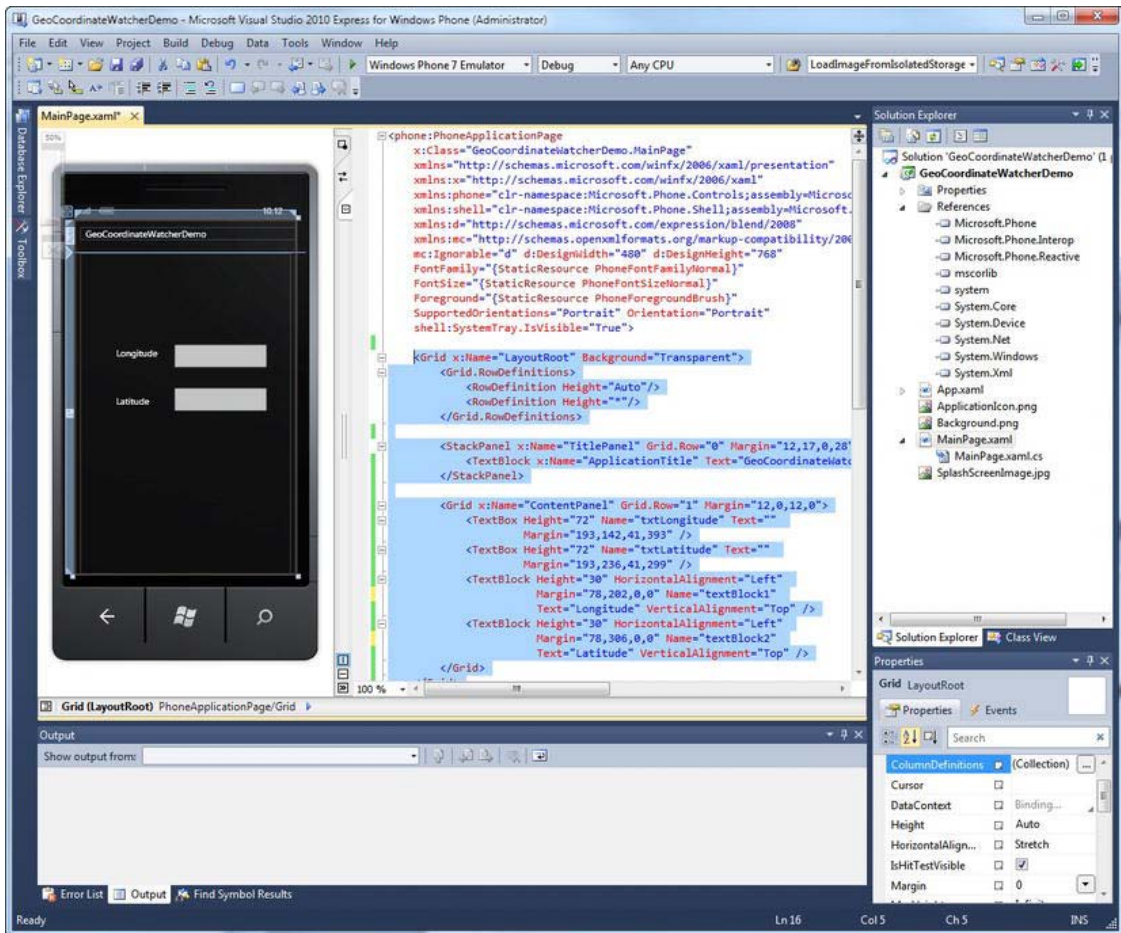 GeoCoordinateWatcherDemo - Microsoft Visual Studio 2010 Express for Windows Phone (Administrator)
File Edit View Project Build Debug Data Tools Window Help
Windows Phone 7 Emulator Debug Any CPU LoadImageFromIsolatedStorage
MainPage.xaml*
Database Explorer
Toolbox
50%
10:12
GeoCoordinateWatcherDemo
Longitude
Latitude
<phone:PhoneApplicationPage
x:Class="GeoCoordinateWatcherDemo.MainPage"
xmlns="http://schemas.microsoft.com/winfx/2006/xaml/presentation"
xmlns:x="http://schemas.microsoft.com/winfx/2006/xaml"
xmlns:phone="clr-namespace:Microsoft.Phone.Controls;assembly=Microsc
xmlns:shell="clr-namespace:Microsoft.Phone.Shell;assembly=Microsoft.
xmlns:d="http://schemas.microsoft.com/expression/blend/2008"
xmlns:mc="http://schemas.openxmlformats.org/markup-compatibility/200
mc:Ignorable="d" d:DesignWidth="480" d:DesignHeight="768"
FontFamily="{StaticResource PhoneFontFamilyNormal}"
FontSize="{StaticResource PhoneFontSizeNormal}"
Foreground="{StaticResource PhoneForegroundBrush}"
SupportedOrientations="Portrait" Orientation="Portrait"
shell:SystemTray.IsVisible="True">
<Grid x:Name="LayoutRoot" Background="Transparent">
<Grid.RowDefinitions>
<RowDefinition Height="Auto"/>
<RowDefinition Height="*"/>
</Grid.RowDefinitions>
<StackPanel x:Name="TitlePanel" Grid.Row="0" Margin="12,17,0,28"
<TextBlock x:Name="ApplicationTitle" Text="GeoCoordinateWatc
</StackPanel>
<Grid x:Name="ContentPanel" Grid.Row="1" Margin="12,0,12,0">
<TextBox Height="72" Name="txtLongitude" Text=""
Margin="193,142,41,393" />
<TextBox Height="72" Name="txtLatitude" Text=""
Margin="193,236,41,299" />
<TextBlock Height="30" HorizontalAlignment="Left"
Margin="78,202,0,0" Name="textBlock1"
Text="Longitude" VerticalAlignment="Top" />
<TextBlock Height="30" HorizontalAlignment="Left"
Margin="78,306,0,0" Name="textBlock2"
Text="Latitude" VerticalAlignment="Top" />
</Grid>
100 %
Grid (LayoutRoot) PhoneApplicationPage/Grid
Output
Show output from:
Error List Output Find Symbol Results
Solution Explorer
Solution 'GeoCoordinateWatcherDemo' (1
GeoCoordinateWatcherDemo
Properties
References
Microsoft.Phone
Microsoft.Phone.Interop
Microsoft.Phone.Reactive
mscorlib
system
System.Core
System.Device
System.Net
System.Windows
System.Xml
App.xaml
ApplicationIcon.png
Background.png
MainPage.xaml
MainPage.xaml.cs
SplashScreenImage.jpg
Solution Explorer Class View
Properties
Grid LayoutRoot
Properties Events
Search
ColumnDefinitions (Collection) ...
Cursor
DataContext Binding...
Height Auto
HorizontalAlign... Stretch
IsHitTestVisible
Margin 0
Ready Ln 16 Col 5 Ch 5 INS